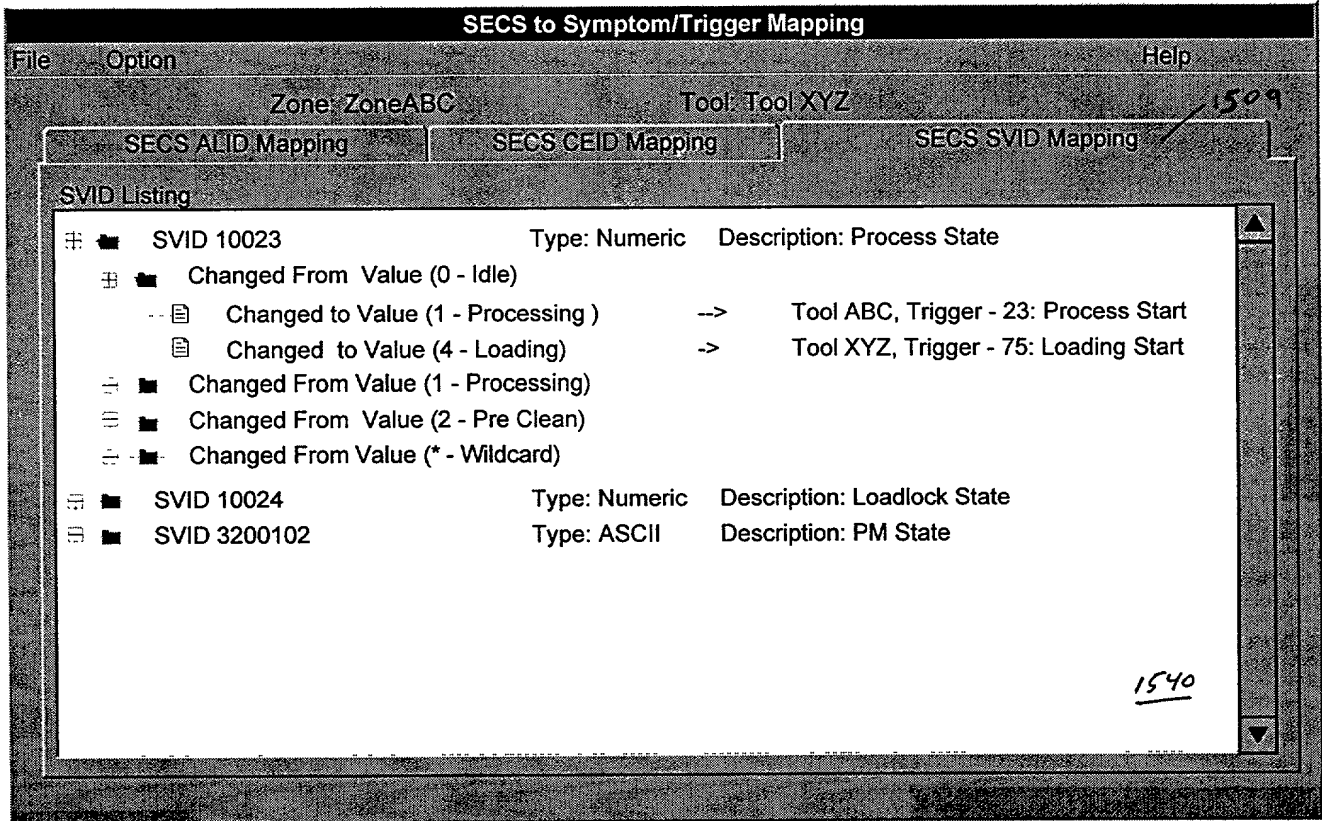 SECS to Symptom/Trigger Mapping
File Option Help
Zone: ZoneABC Tool: Tool XYZ 1509
SECS ALID Mapping SECS CEID Mapping SECS SVID Mapping
SVID Listing
SVID 10023 Type: Numeric Description: Process State
Changed From Value (0 - Idle)
Changed to Value (1 - Processing ) --> Tool ABC, Trigger - 23: Process Start
Changed to Value (4 - Loading) -> Tool XYZ, Trigger - 75: Loading Start
Changed From Value (1 - Processing)
Changed From Value (2 - Pre Clean)
Changed From Value (* - Wildcard)
SVID 10024 Type: Numeric Description: Loadlock State
SVID 3200102 Type: ASCII Description: PM State
1540